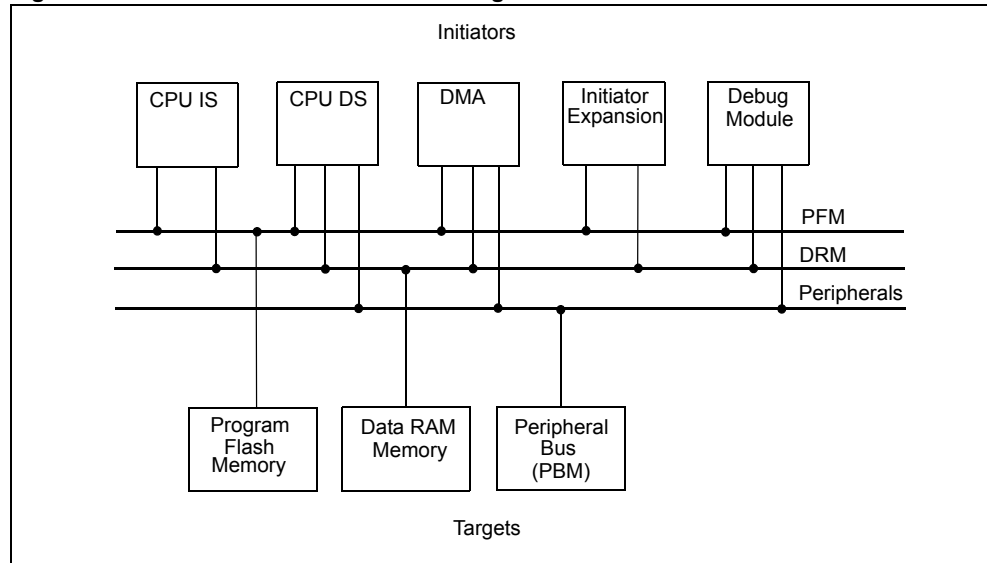 Initiators
CPU IS
CPU DS
DMA
Initiator
Expansion
Debug
Module
PFM
DRM
Peripherals
Program
Flash
Memory
Data RAM
Memory
Peripheral
Bus
(PBM)
Targets